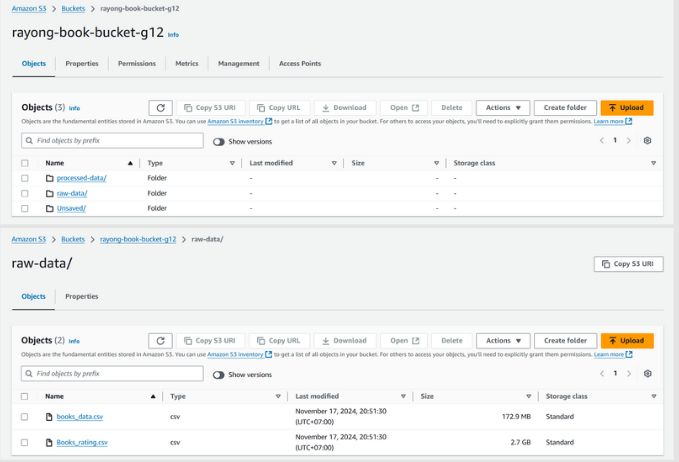 Amazon S3 > Buckets > rayong-book-bucket-g12
rayong-book-bucket-g12 Info
Objects Properties Permissions Metrics Management Access Points
Objects (3) Info Copy S3 URI Copy URL Download Open Delete Actions Create folder Upload
Objects are the fundamental entities stored in Amazon S3. You can use Amazon S3 inventory to get a list of all objects in your bucket. For others to access your objects, you'll need to explicitly grant them permissions. Learn more
Find objects by prefix Show versions 1
Name Type Last modified Size Storage class
processed-data/ Folder - - -
raw-data/ Folder - - -
Unsaved/ Folder - - -
Amazon S3 > Buckets > rayong-book-bucket-g12 > raw-data/
raw-data/ Copy S3 URI
Objects Properties
Objects (2) Info Copy S3 URI Copy URL Download Open Delete Actions Create folder Upload
Objects are the fundamental entities stored in Amazon S3. You can use Amazon S3 inventory to get a list of all objects in your bucket. For others to access your objects, you'll need to explicitly grant them permissions. Learn more
Find objects by prefix Show versions 1
Name Type Last modified Size Storage class
books_data.csv csv November 17, 2024, 20:51:30 (UTC+07:00) 172.9 MB Standard
Books_rating.csv csv November 17, 2024, 20:51:30 (UTC+07:00) 2.7 GB Standard